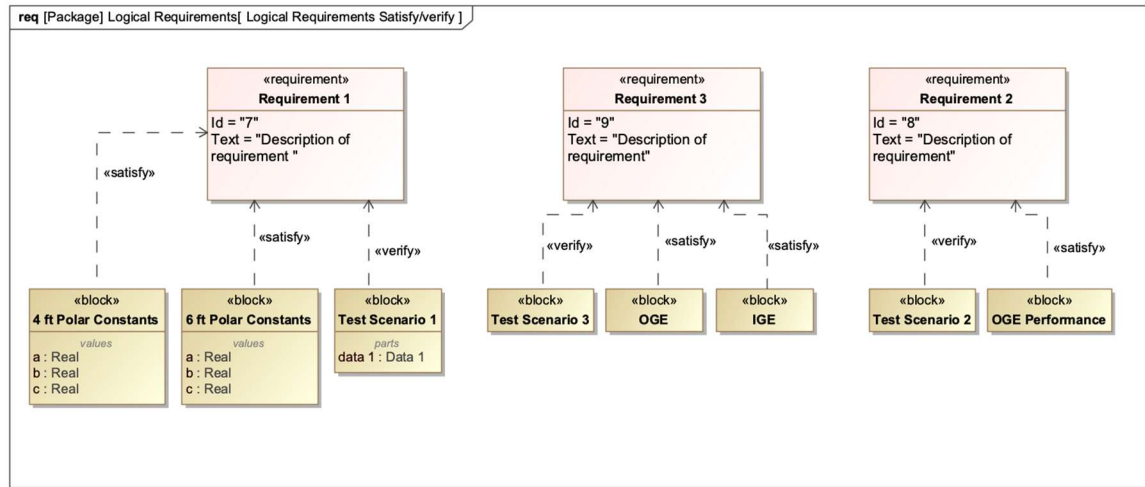 req [Package] Logical Requirements[ Logical Requirements Satisfy/verify ]
«requirement»
Requirement 1
Id = "7"
Text = "Description of
requirement "
«requirement»
Requirement 3
Id = "9"
Text = "Description of
requirement"
«requirement»
Requirement 2
Id = "8"
Text = "Description of
requirement"
«satisfy»
«satisfy»
«verify»
«verify»
«satisfy»
«satisfy»
«verify»
«satisfy»
«block»
4 ft Polar Constants
values
a : Real
b : Real
c : Real
«block»
6 ft Polar Constants
values
a : Real
b : Real
c : Real
«block»
Test Scenario 1
parts
data 1 : Data 1
«block»
Test Scenario 3
«block»
OGE
«block»
IGE
«block»
Test Scenario 2
«block»
OGE Performance